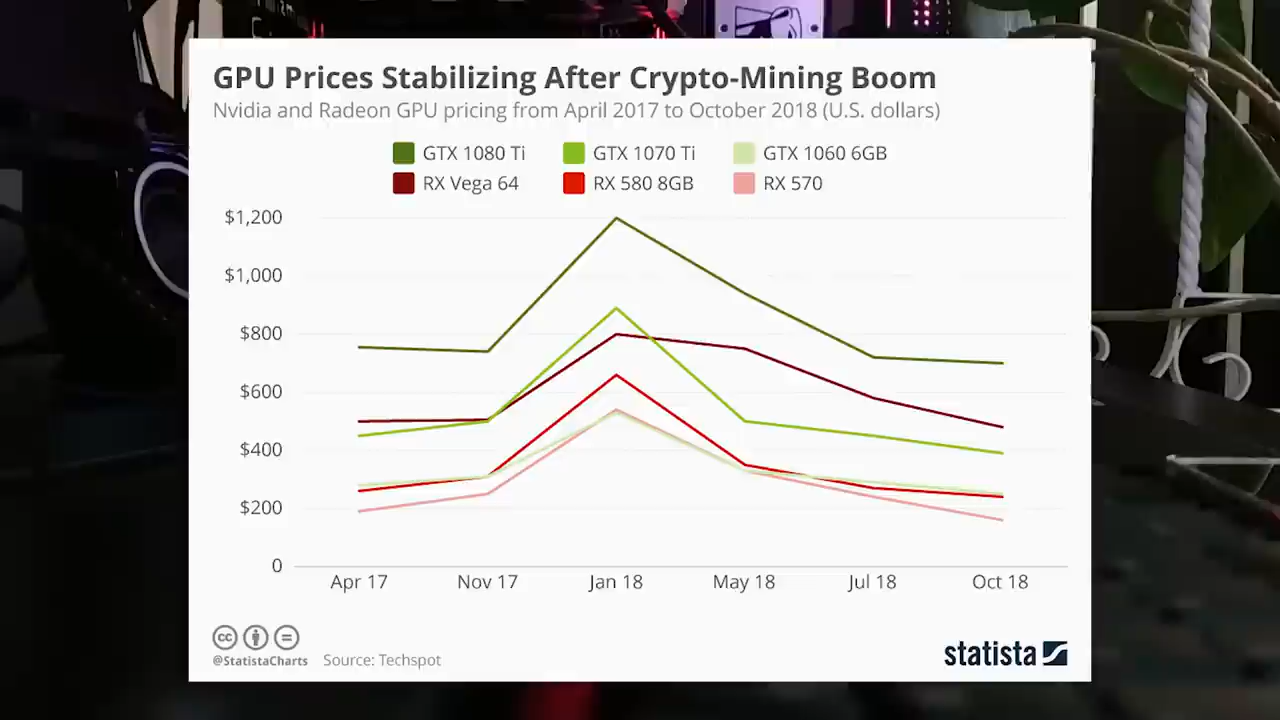 GPU Prices Stabilizing After Crypto-Mining Boom
Nvidia and Radeon GPU pricing from April 2017 to October 2018 (U.S. dollars)
GTX 1080 Ti GTX 1070 Ti GTX 1060 6GB
RX Vega 64 RX 580 8GB RX 570
$1,200
$1,000
$800
$600
$400
$200
0
Apr 17 Nov 17 Jan 18 May 18 Jul 18 Oct 18
cc
@StatistaCharts Source: Techspot
statista